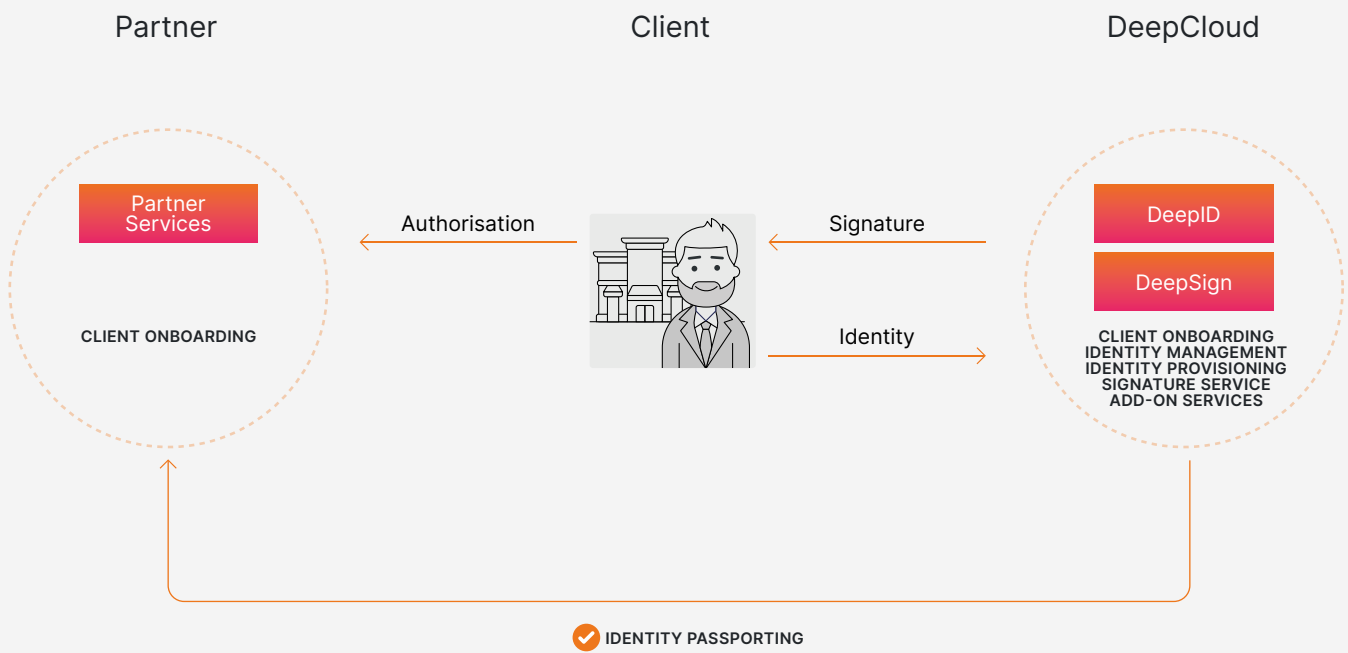 Partner
Client
DeepCloud
Partner
Services
CLIENT ONBOARDING
Authorisation
Signature
Identity
DeepID
DeepSign
CLIENT ONBOARDING
IDENTITY MANAGEMENT
IDENTITY PROVISIONING
SIGNATURE SERVICE
ADD-ON SERVICES
IDENTITY PASSPORTING